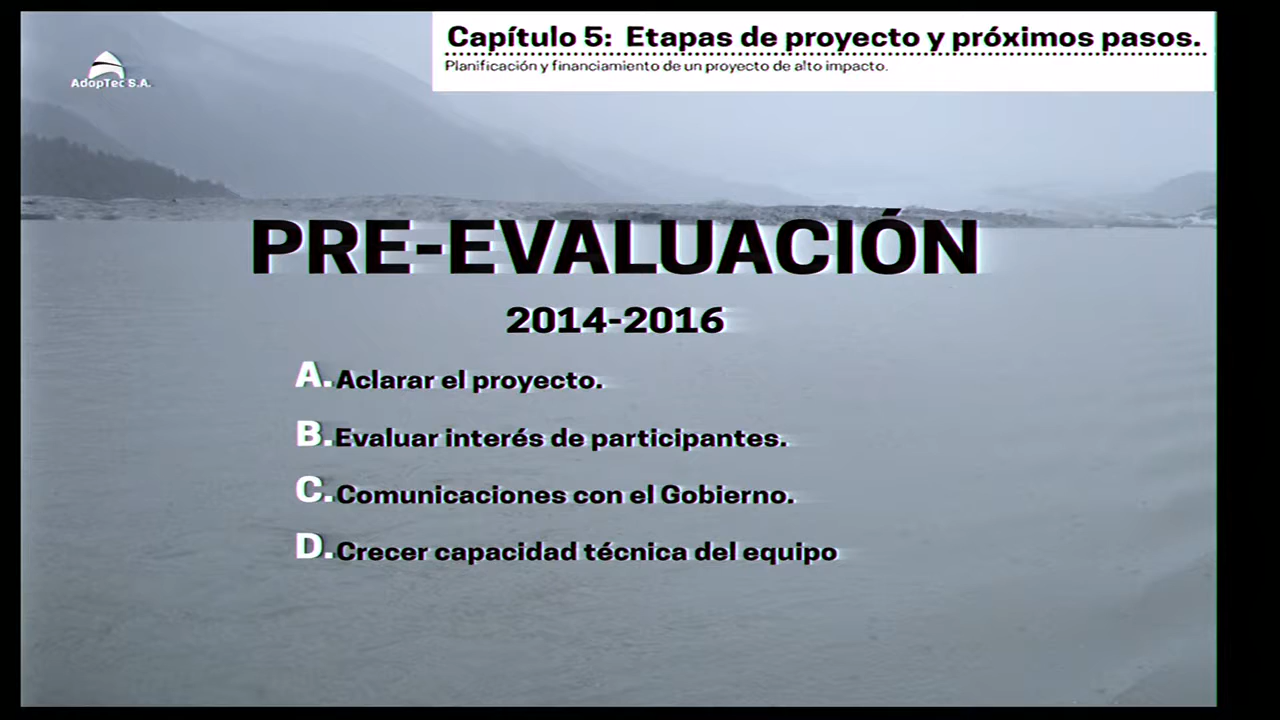 Capítulo 5: Etapas de proyecto y próximos pasos.
Planificación y financiamiento de un proyecto de alto impacto.
AdapTec S.A.
PRE-EVALUACIÓN
2014-2016
A. Aclarar el proyecto.
B. Evaluar interés de participantes.
C. Comunicaciones con el Gobierno.
D. Crecer capacidad técnica del equipo